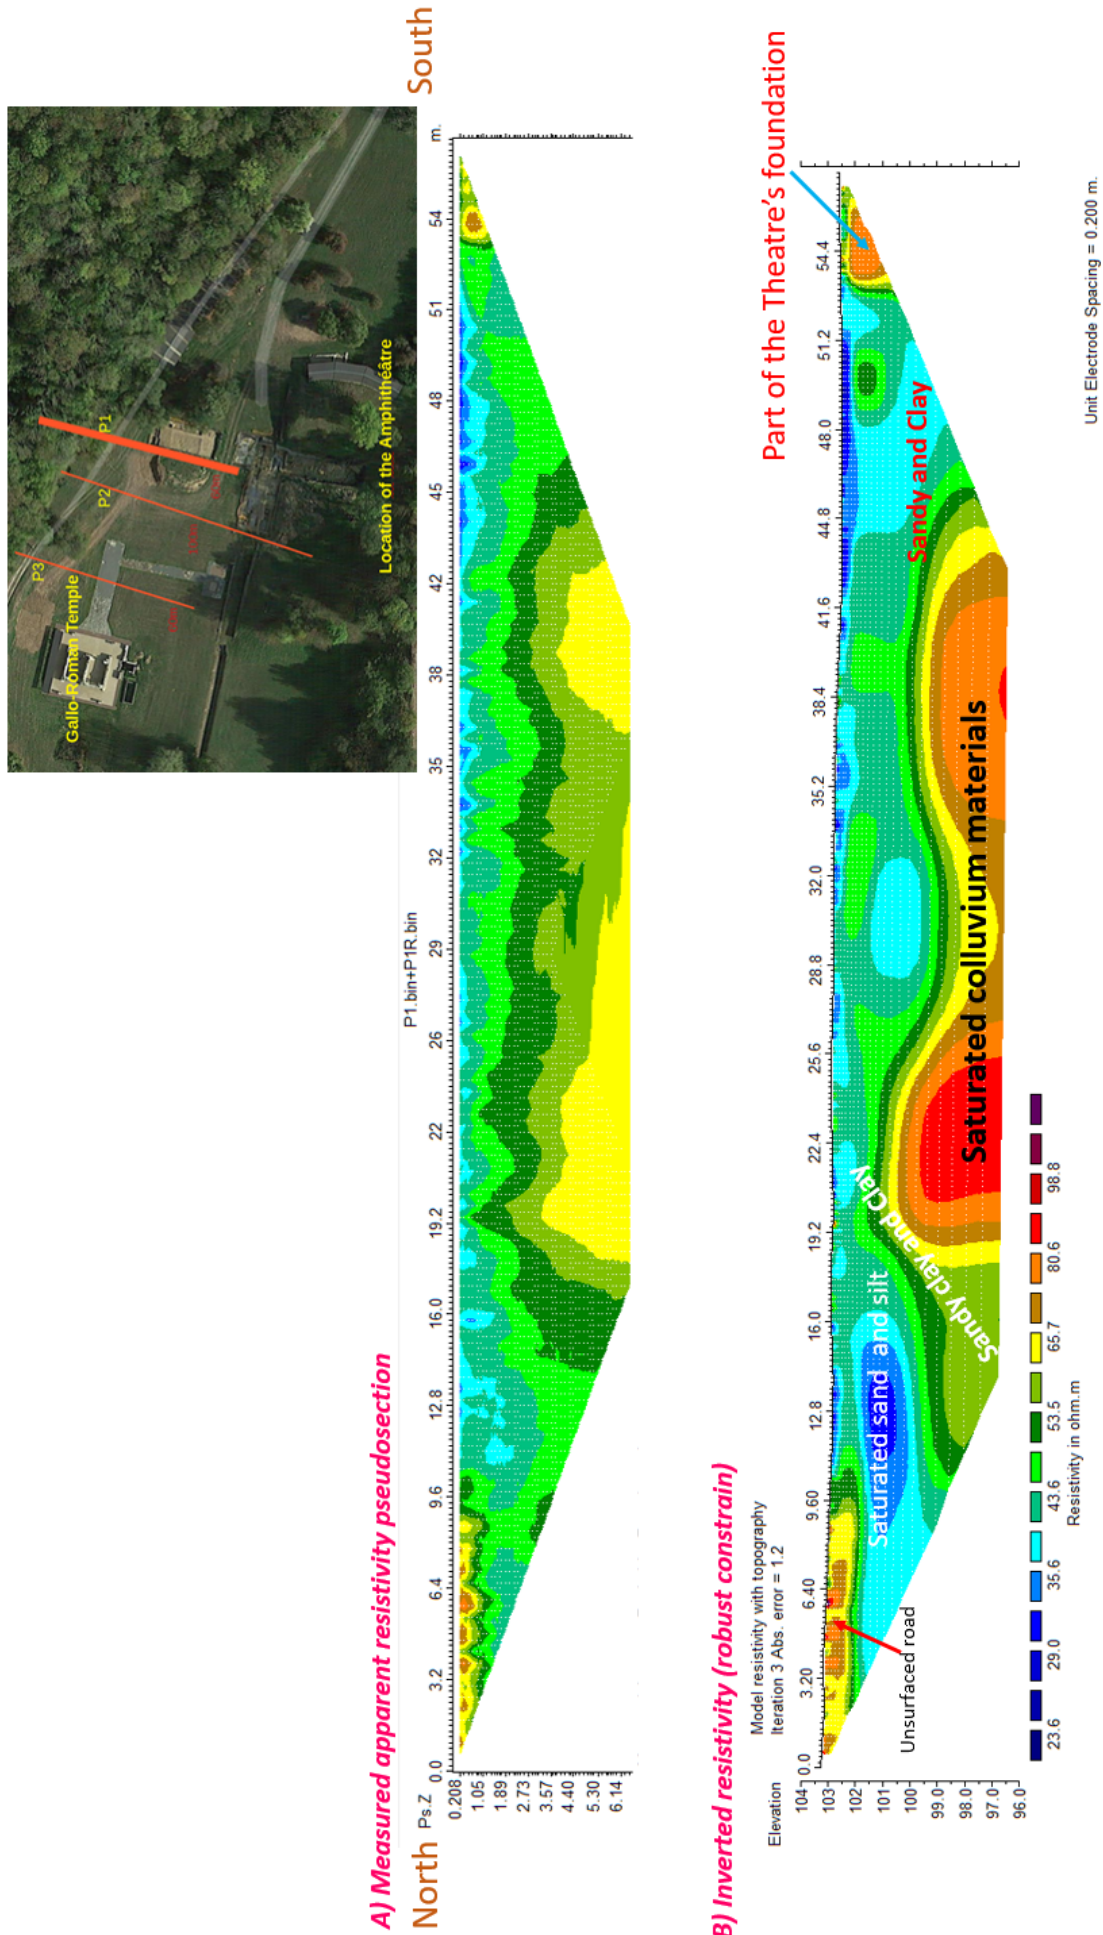 P1
P2
P3
Gallo-Roman Temple
Location of the Amphithéâtre
A) Measured apparent resistivity pseudosection
North
South
P1.bin+P1R.bin
Ps.Z
0.0 3.2 6.4 9.6 12.8 16.0 19.2 22 26 29 32 35 38 42 45 48 51 54 m.
0.208
1.05
1.89
2.73
3.57
4.40
5.30
6.14
B) Inverted resistivity (robust constrain)
Model resistivity with topography
Iteration 3 Abs. error = 1.2
Elevation
Part of the Theatre's foundation
0.0 3.20 6.40 9.60 12.8 16.0 19.2 22.4 25.6 28.8 32.0 35.2 38.4 41.6 44.8 48.0 51.2 54.4
104
103
102
101
100
99.0
98.0
97.0
96.0
Unsurfaced road
Saturated sand and silt
Sandy clay and Clay
Saturated colluvium materials
Sandy and Clay
23.6 29.0 35.6 43.6 53.5 65.7 80.6 98.8
Resistivity in ohm.m
Unit Electrode Spacing = 0.200 m.